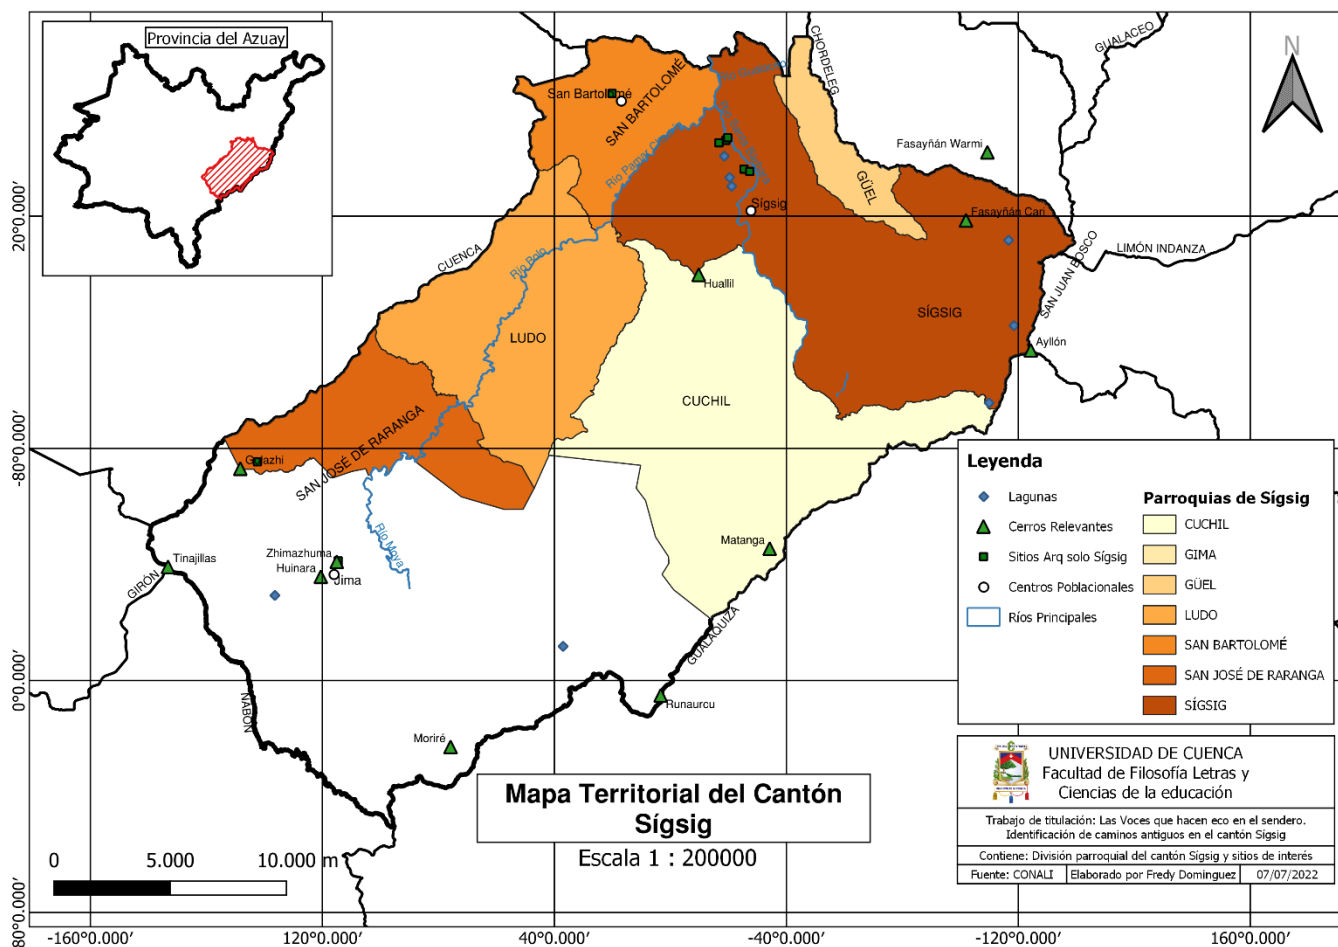 Provincia del Azuay
CHORDELEG
GUALACEO
N
San Bartolomé
SAN BARTOLOMÉ
Río Pamar
Fasayñán Warmi
GÜEL
Sígsig
Fasayñán Cari
CUENCA
Río Bolo
Huallil
SAN JUAN BOSCO
LIMÓN INDANZA
SÍGSIG
LUDO
Ayllón
CUCHIL
SAN JOSÉ DE RARANGA
Río Moya
Matanga
Zhimazhuma
Huinara
Jima
Tinajillas
GIRÓN
NABÓN
GUALAQUIZA
Runaurcu
Moriré
20°0.000'
-80°0.000'
0°0.000'
80°0.000'
-160°0.000'
120°0.000'
40°0.000'
-40°0.000'
-120°0.000'
160°0.000'
Leyenda
Lagunas
Cerros Relevantes
Sitios Arq solo Sígsig
Centros Poblacionales
Ríos Principales
Parroquias de Sígsig
CUCHIL
GIMA
GÜEL
LUDO
SAN BARTOLOMÉ
SAN JOSÉ DE RARANGA
SÍGSIG
Mapa Territorial del Cantón
Sígsig
Escala 1 : 200000
0 5.000 10.000 m
UNIVERSIDAD DE CUENCA
Facultad de Filosofía Letras y
Ciencias de la educación
Trabajo de titulación: Las Voces que hacen eco en el sendero.
Identificación de caminos antiguos en el cantón Sígsig
Contiene: División parroquial del cantón Sígsig y sitios de interés
Fuente: CONALI Elaborado por Fredy Dominguez 07/07/2022